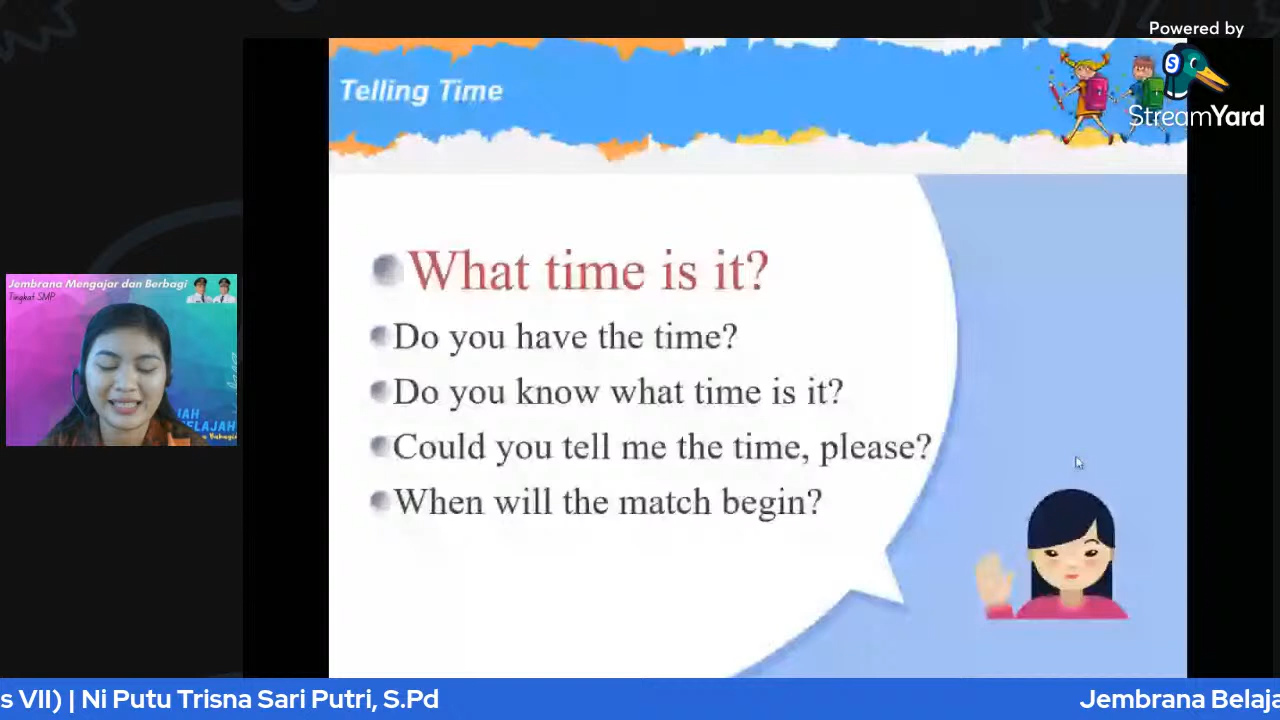 Powered by
StreamYard
Telling Time
What time is it?
Do you have the time?
Do you know what time is it?
Could you tell me the time, please?
When will the match begin?
Jembrana Mengajar dan Berbagi
Tingkat SMP
s VII) | Ni Putu Trisna Sari Putri, S.Pd
Jembrana Belaja